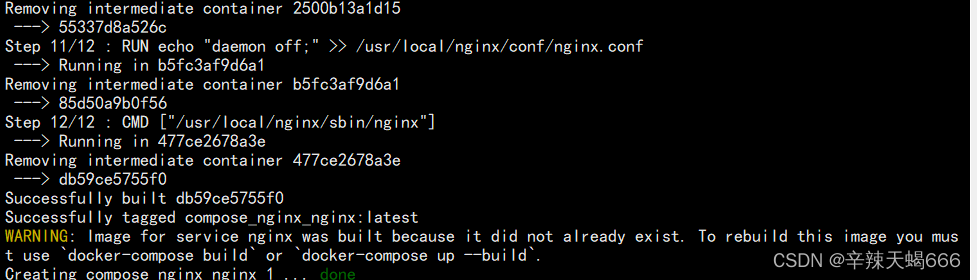 Removing intermediate container 2500b13a1d15
---> 55337d8a526c
Step 11/12 : RUN echo "daemon off;" >> /usr/local/nginx/conf/nginx.conf
---> Running in b5fc3af9d6a1
Removing intermediate container b5fc3af9d6a1
---> 85d50a9b0f56
Step 12/12 : CMD ["/usr/local/nginx/sbin/nginx"]
---> Running in 477ce2678a3e
Removing intermediate container 477ce2678a3e
---> db59ce5755f0
Successfully built db59ce5755f0
Successfully tagged compose_nginx_nginx:latest
WARNING: Image for service nginx was built because it did not already exist. To rebuild this image you mus
t use `docker-compose build` or `docker-compose up --build`.
Creating compose_nginx_nginx_1 ... done
CSDN @辛辣天蝎666